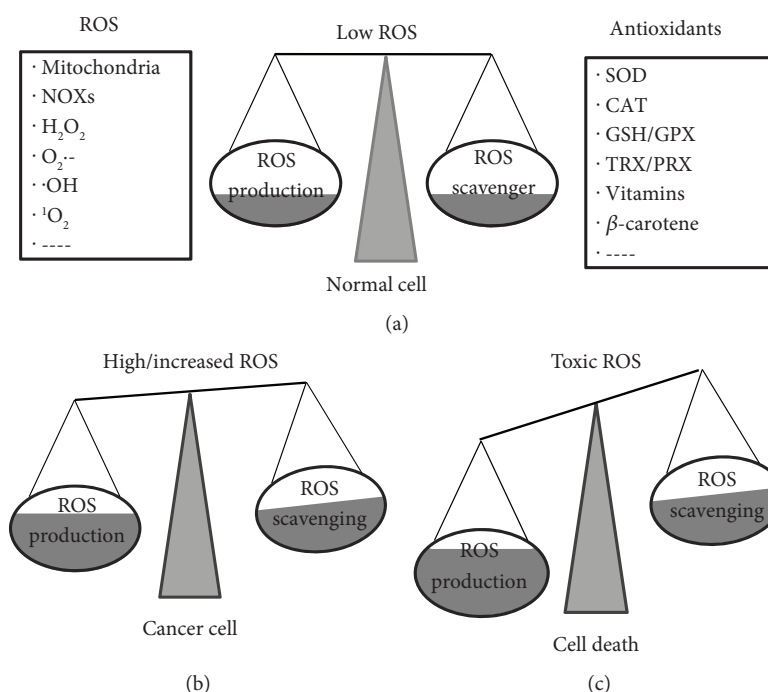 ROS
· Mitochondria
· NOXs
· H₂O₂
· O₂·-
· ·OH
· ¹O₂
· ----
Low ROS
ROS
production
ROS
scavenger
Normal cell
Antioxidants
· SOD
· CAT
· GSH/GPX
· TRX/PRX
· Vitamins
· β-carotene
· ----
(a)
High/increased ROS
ROS
production
ROS
scavenging
Cancer cell
(b)
Toxic ROS
ROS
production
ROS
scavenging
Cell death
(c)